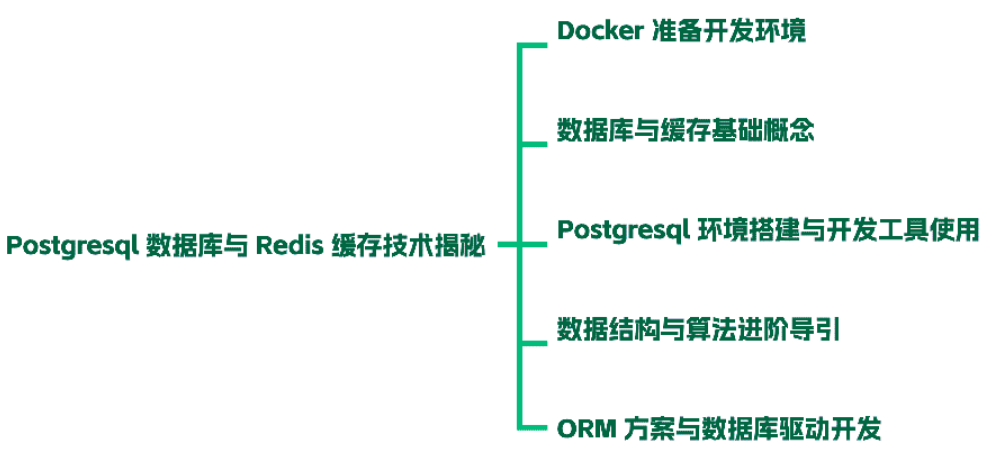 Docker 准备开发环境
数据库与缓存基础概念
Postgresql 数据库与 Redis 缓存技术揭秘
Postgresql 环境搭建与开发工具使用
数据结构与算法进阶导引
ORM 方案与数据库驱动开发